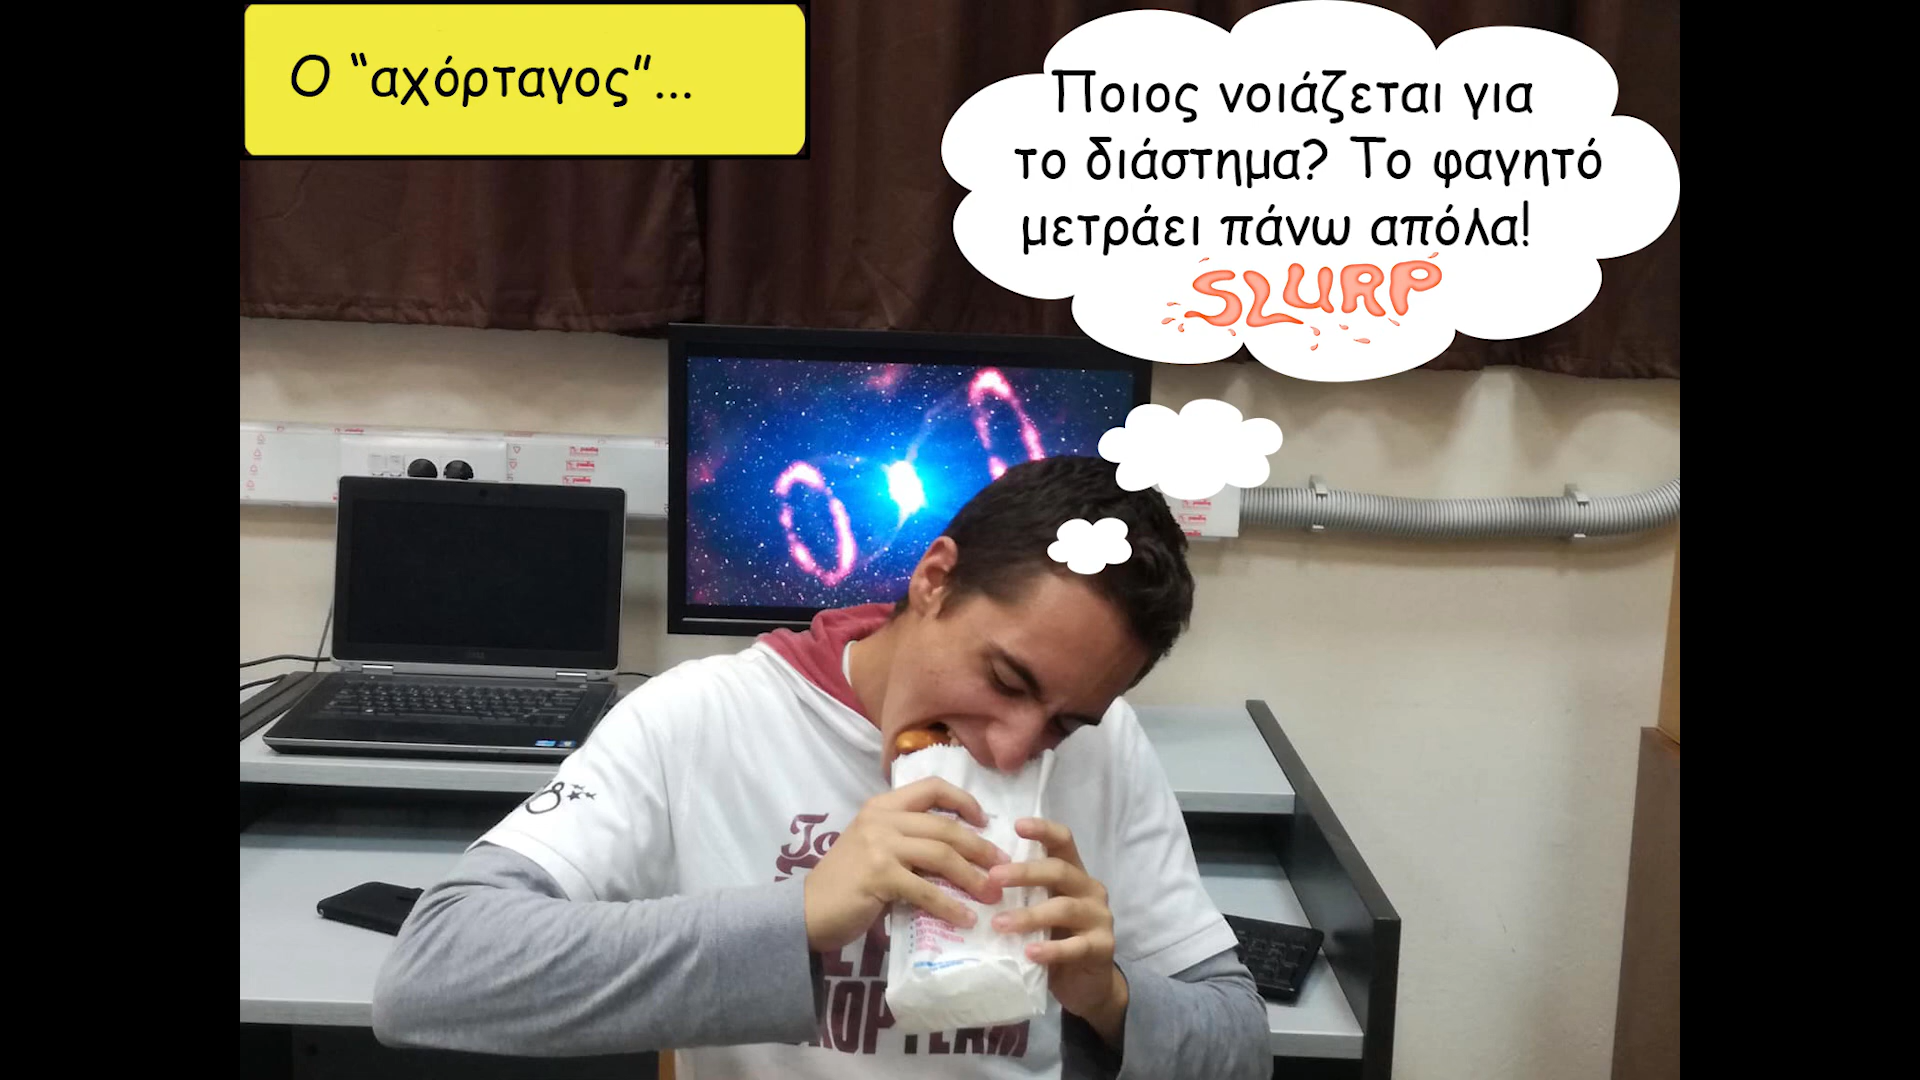 Ο “αχόρταγος”...
Ποιος νοιάζεται για
το διάστημα? Το φαγητό
μετράει πάνω απόλα!
SLURP